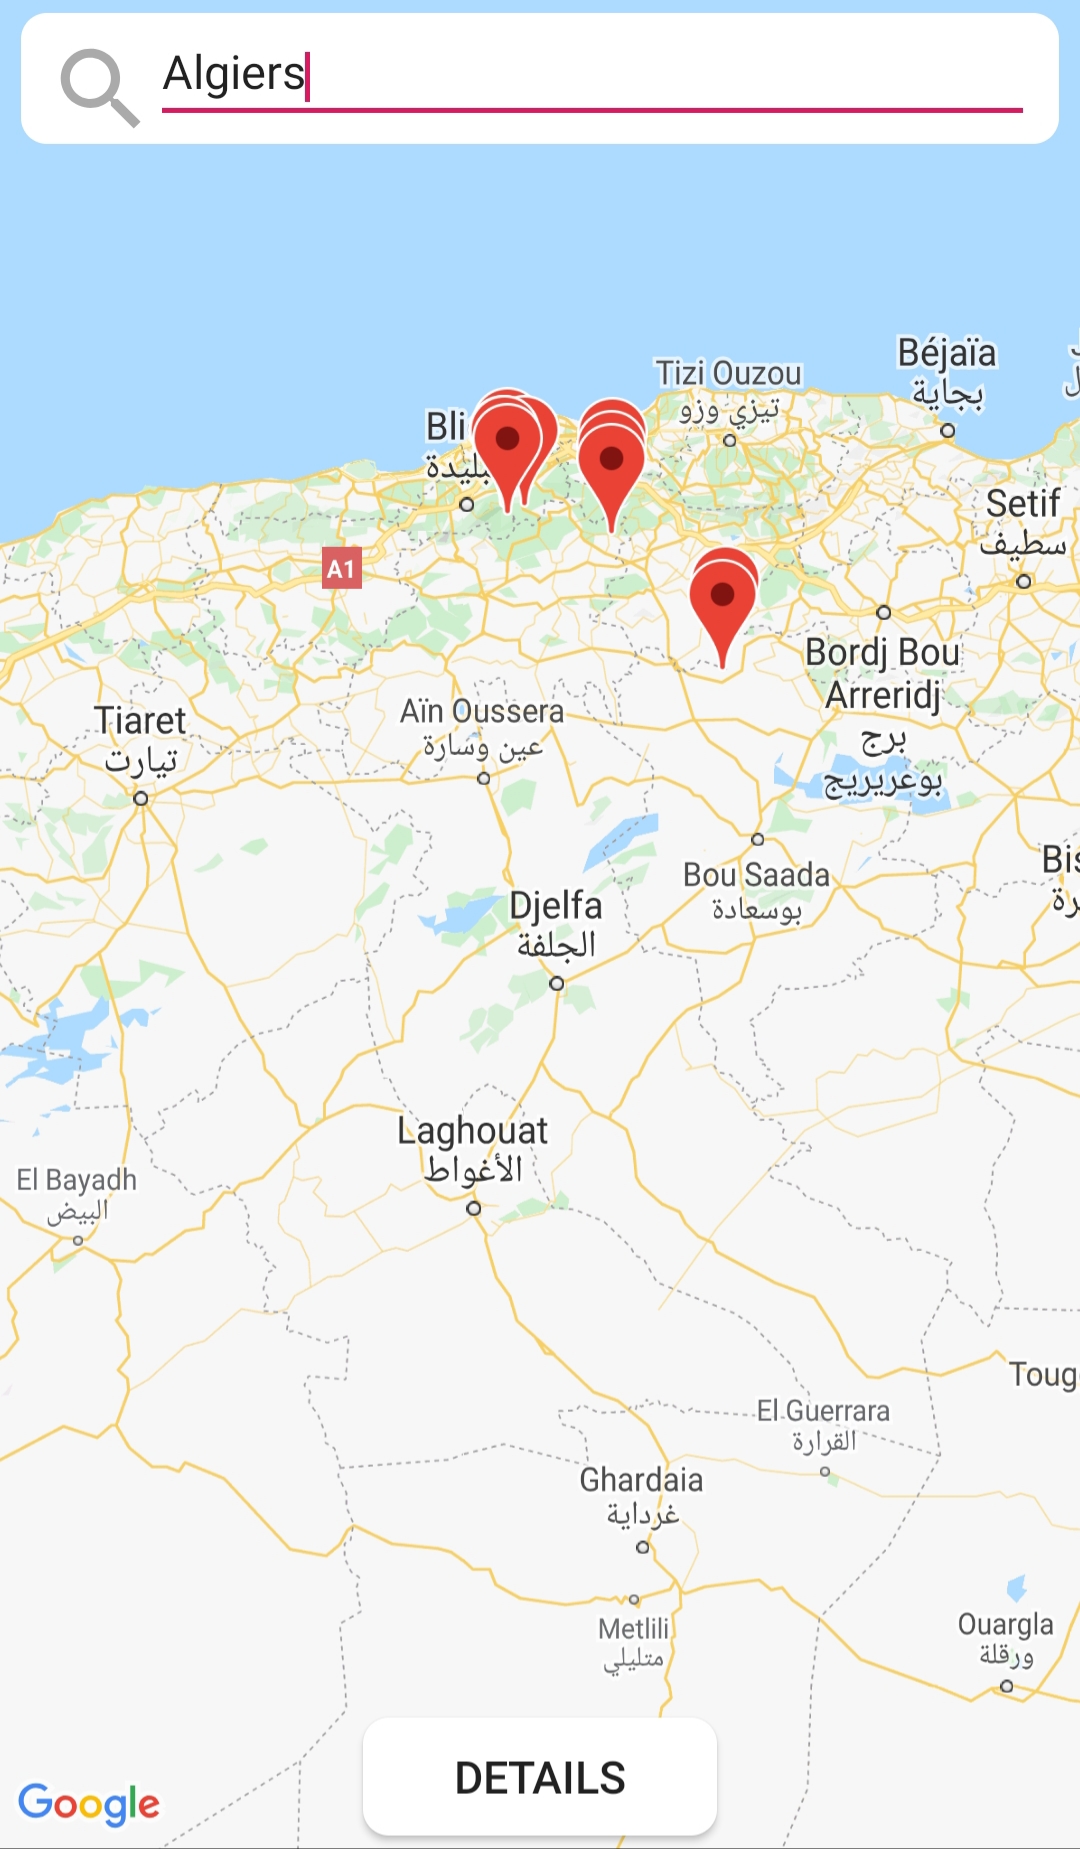 Algiers
Béjaïa
بجاية
Tizi Ouzou
تيزي وزو
Bli
بليدة
Setif
سطيف
A1
Bordj Bou
Arreridj
برج
بوعريريج
Tiaret
تيارت
Aïn Oussera
عين وسارة
Bou Saada
بوسعادة
Bis
رة
Djelfa
الجلفة
Laghouat
الأغواط
El Bayadh
البيض
Toug
El Guerrara
القرارة
Ghardaia
غرداية
Metlili
متليلي
Ouargla
ورقلة
DETAILS
Google